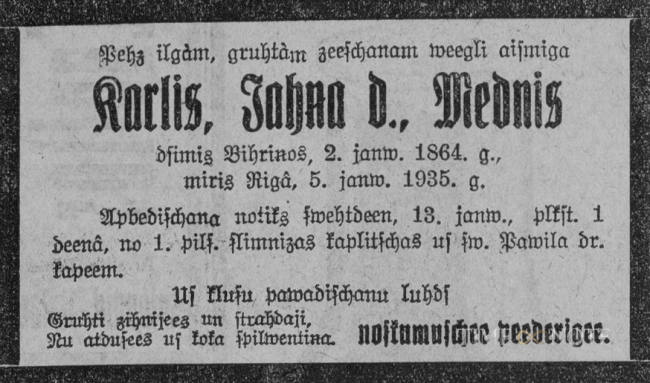 Pehz ilgàm, gruhtàm zeeschanam weegli aismiga
Karlis, Jahna d., Mednis
dsimis Bihriņos, 2. janw. 1864. g.,
miris Rigâ, 5. janw. 1935. g.
Apbedischana notiks swehtdeen, 13. janw., plkst. 1
deenâ, no 1. pils. slimnizas kaplitschas us sw. Pawila dr.
kapeem.
Us klusu pawadischanu luhds
Gruhti zihnijees un strahdaji,
Nu atdusees us koka spilwentina.
noskumuschee peederigee.